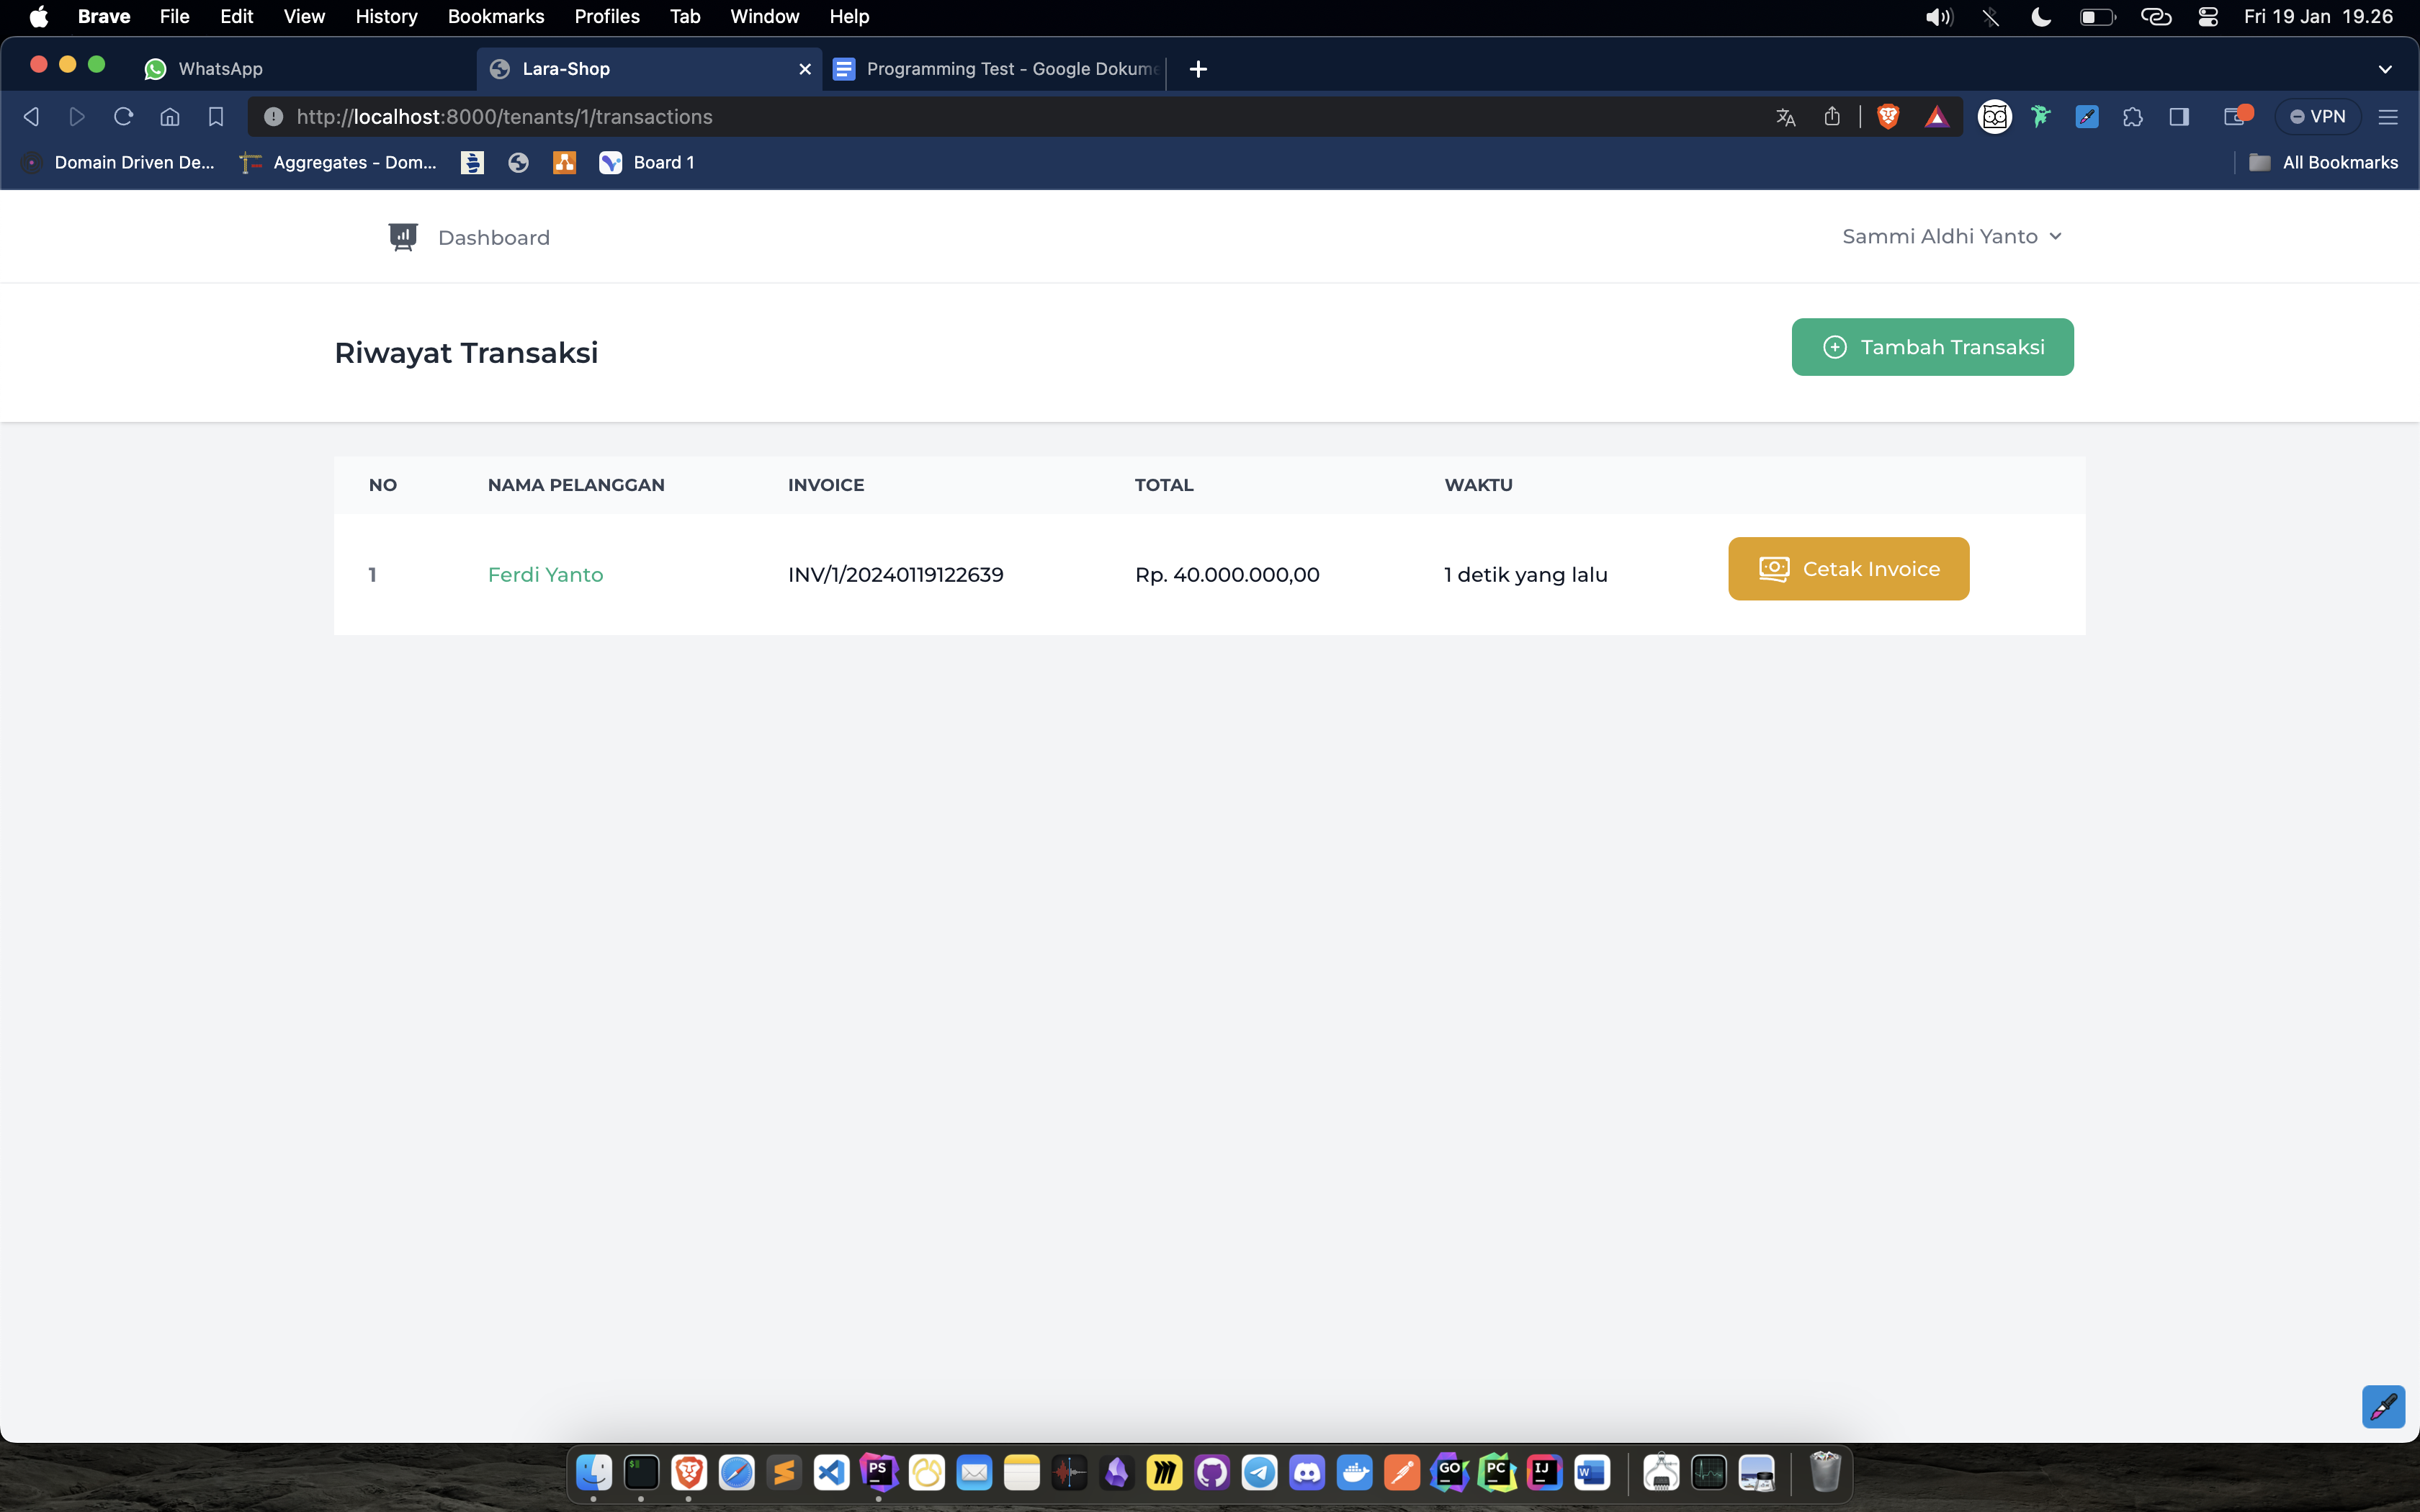 Brave File Edit View History Bookmarks Profiles Tab Window Help Fri 19 Jan 19.26
WhatsApp Lara-Shop Programming Test - Google Dokume
http://localhost:8000/tenants/1/transactions VPN
Domain Driven De... Aggregates - Dom... Board 1 All Bookmarks
Dashboard Sammi Aldhi Yanto
Riwayat Transaksi Tambah Transaksi
NO NAMA PELANGGAN INVOICE TOTAL WAKTU
1 Ferdi Yanto INV/1/20240119122639 Rp. 40.000.000,00 1 detik yang lalu Cetak Invoice
$ PS GO PC IJ W